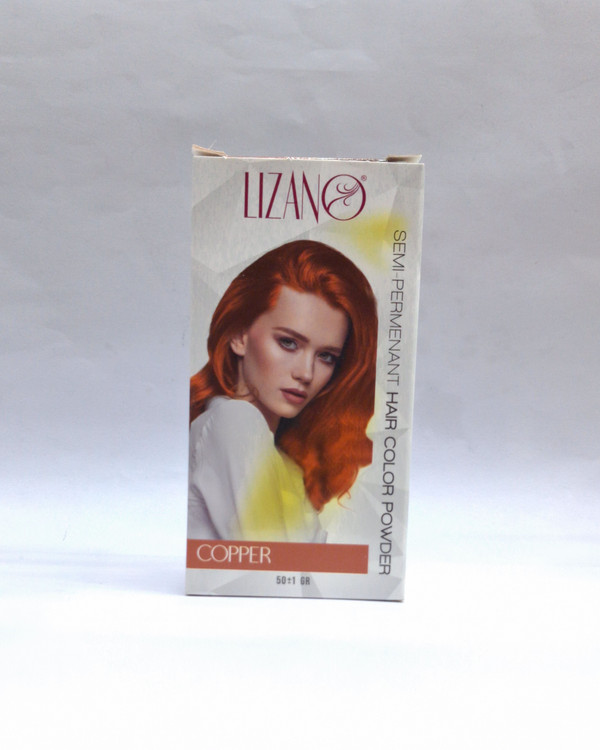 LIZANO®
SEMI-PERMENANT HAIR COLOR POWDER
COPPER
50±1 GR